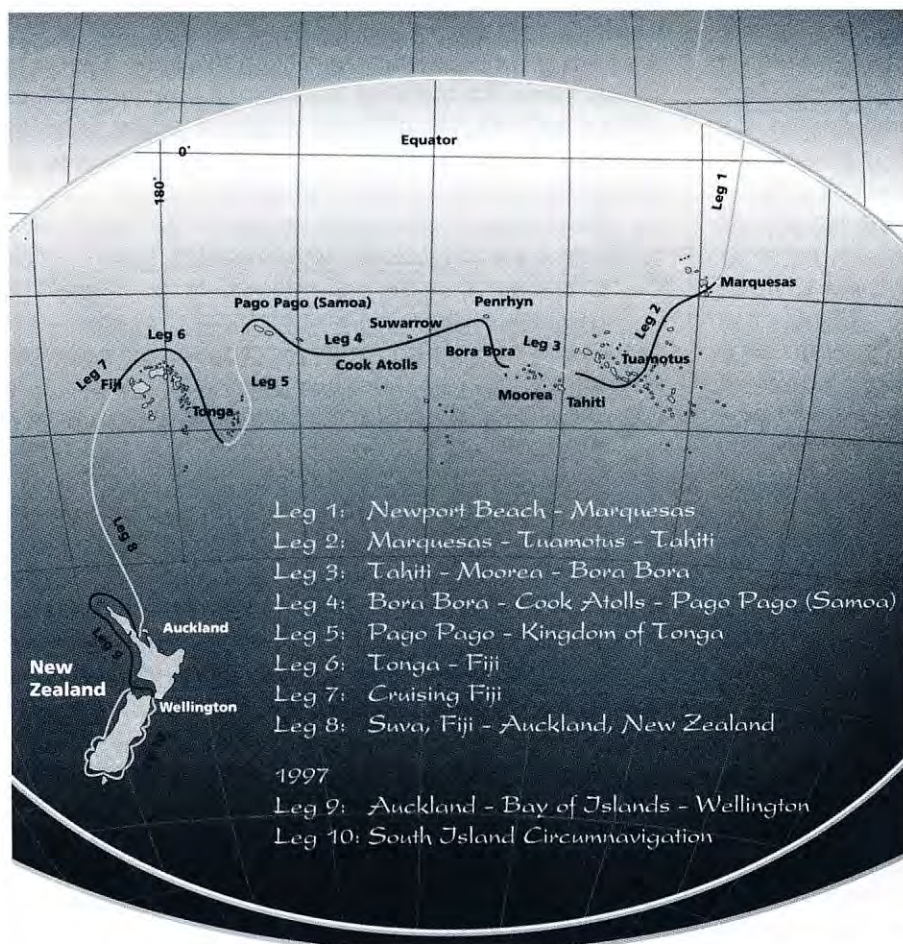 Equator
0°
180°
Leg 1
Marquesas
Pago Pago (Samoa)
Penrhyn
Leg 2
Leg 6
Suwarrow
Leg 4
Leg 3
Bora Bora
Tuamotus
Cook Atolls
Leg 7
Fiji
Leg 5
Moorea
Tahiti
Tonga
Leg 8
Leg 1: Newport Beach - Marquesas
Leg 2: Marquesas - Tuamotus - Tahiti
Leg 3: Tahiti - Moorea - Bora Bora
Leg 4: Bora Bora - Cook Atolls - Pago Pago (Samoa)
Leg 5: Pago Pago - Kingdom of Tonga
Leg 6: Tonga - Fiji
Leg 7: Cruising Fiji
Leg 8: Suva, Fiji - Auckland, New Zealand
Auckland
Leg 9
New
Zealand
Wellington
1997
Leg 9: Auckland - Bay of Islands - Wellington
Leg 10: South Island Circumnavigation